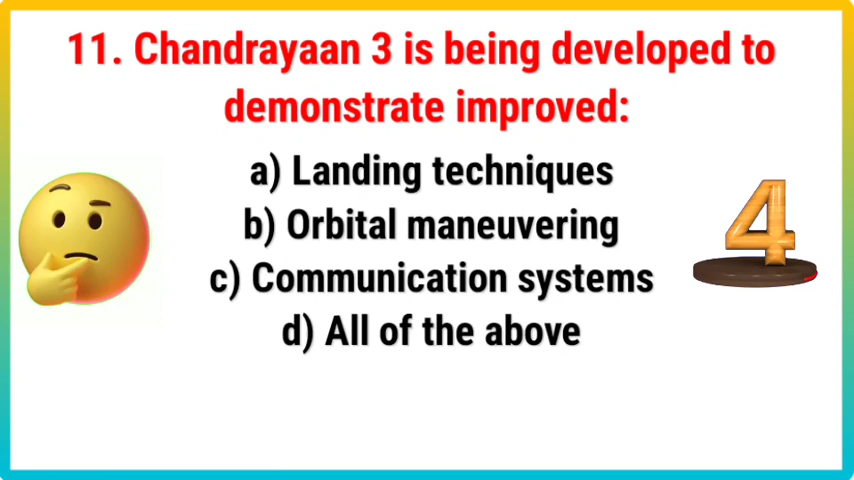 11. Chandrayaan 3 is being developed to
demonstrate improved:
a) Landing techniques
b) Orbital maneuvering
c) Communication systems
d) All of the above
4